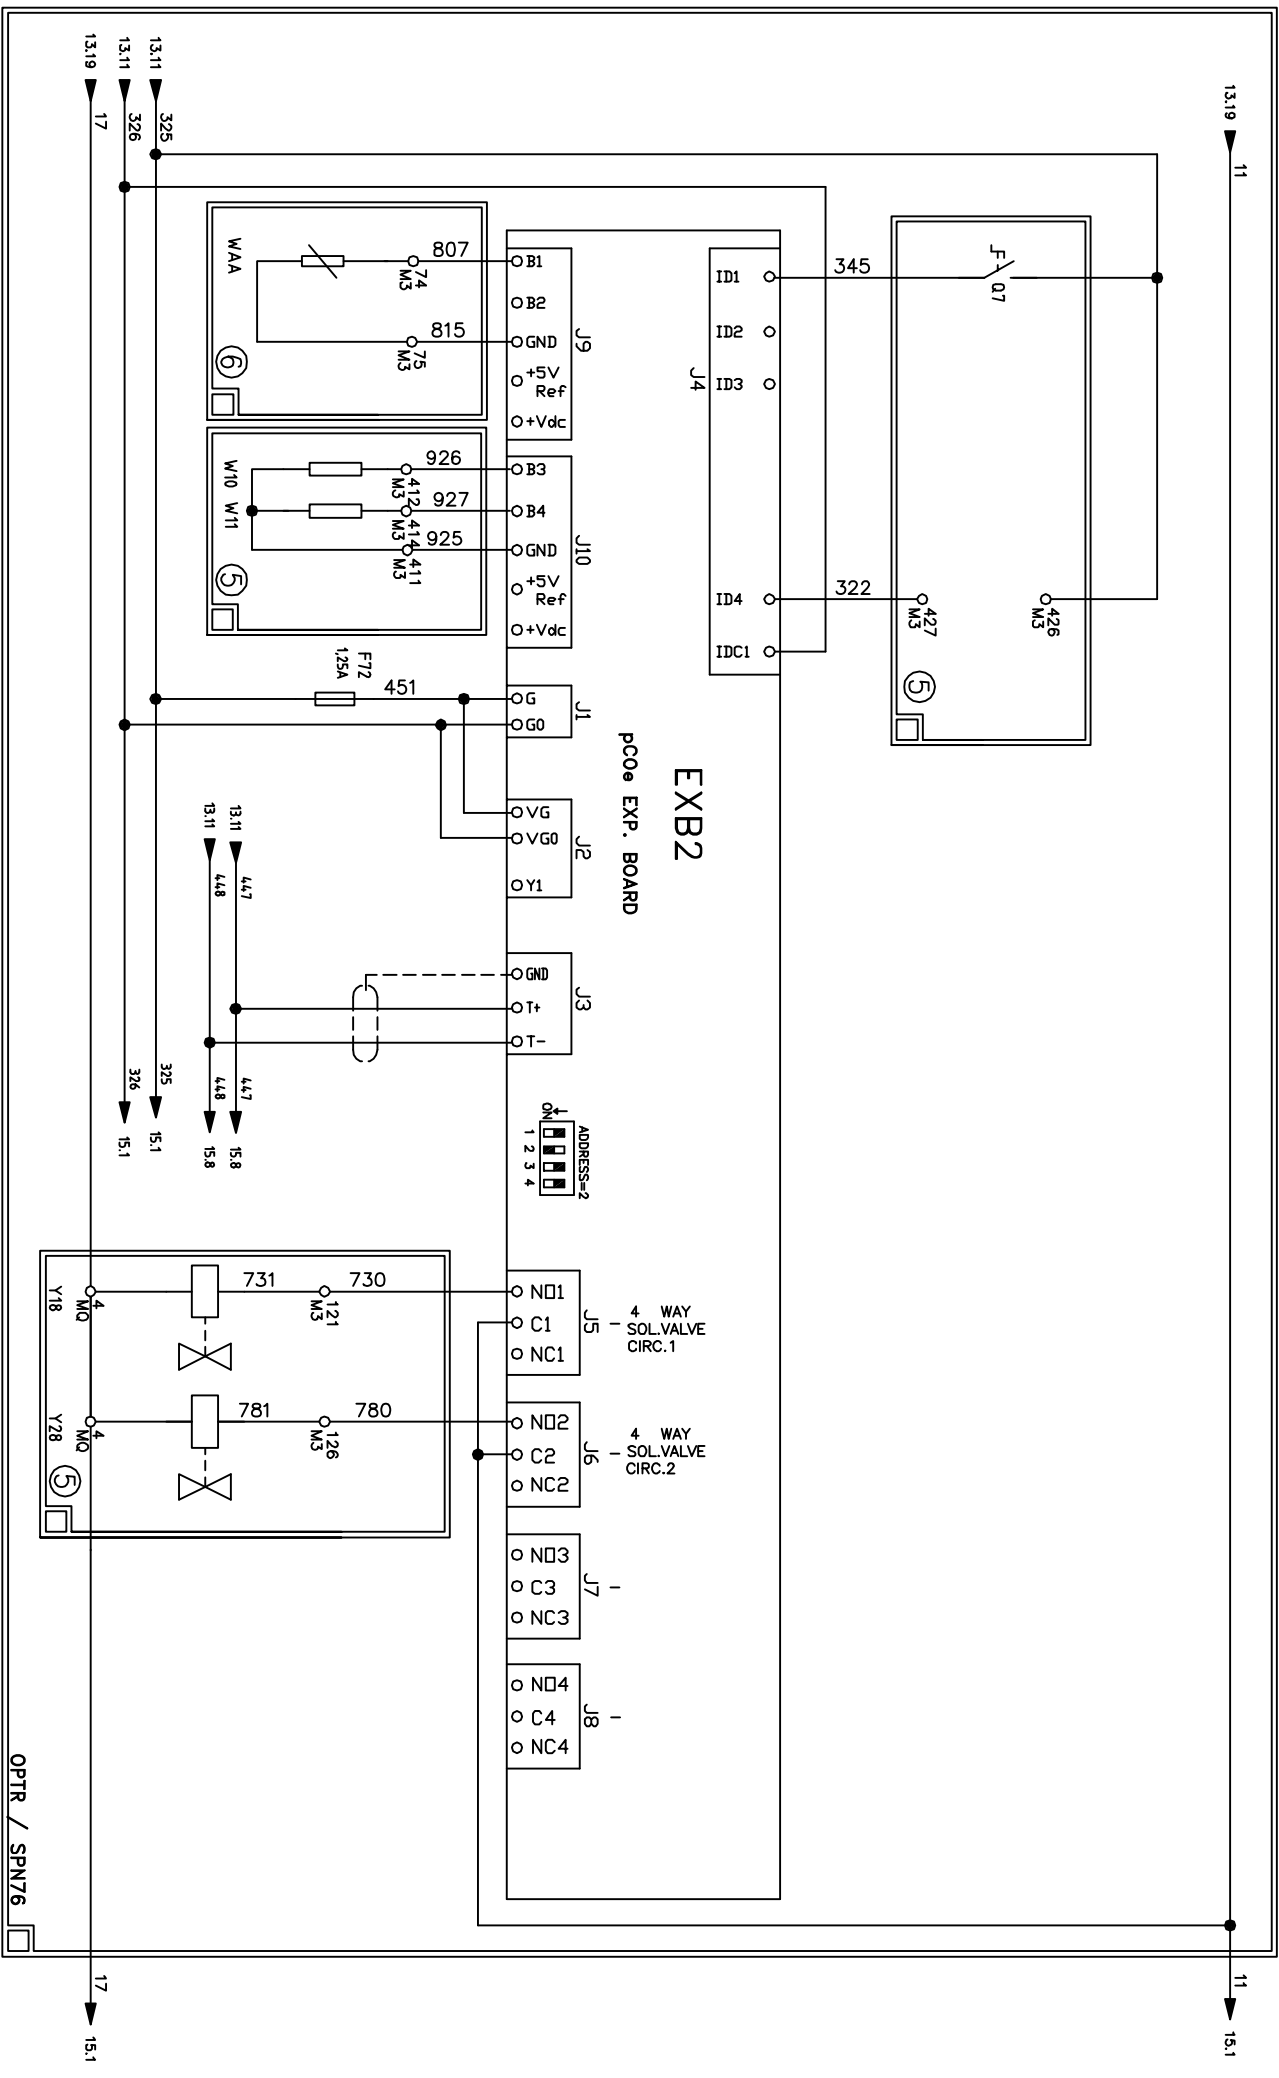 13.19
13.11
13.11
13.19
17
326
325
11
WAA
807
74
M3
815
75
M3
6
B1
B2
GND
+5V
Ref
+Vdc
J9
ID1
ID2
ID3
J4
ID4
IDC1
345
F
Q7
322
427
M3
426
M3
5
W10
W11
926
412
M3
927
414
M3
925
411
M3
5
B3
B4
GND
+5V
Ref
+Vdc
J10
F72
1,25A
451
G
G0
J1
EXB2
pCOe EXP. BOARD
VG
VG0
Y1
J2
13.11
13.11
448
447
GND
T+
T-
J3
326
325
448
447
15.1
15.1
15.8
15.8
ADDRESS=2
ON
1
2
3
4
731
730
121
M3
Y18
4
MQ
NO1
C1
NC1
J5 -
4 WAY
SOL.VALVE
CIRC.1
781
780
126
M3
Y28
4
MQ
5
NO2
C2
NC2
J6 -
4 WAY
SOL.VALVE
CIRC.2
NO3
C3
NC3
J7 -
NO4
C4
NC4
J8 -
OPTR / SPN76
17
11
15.1
15.1